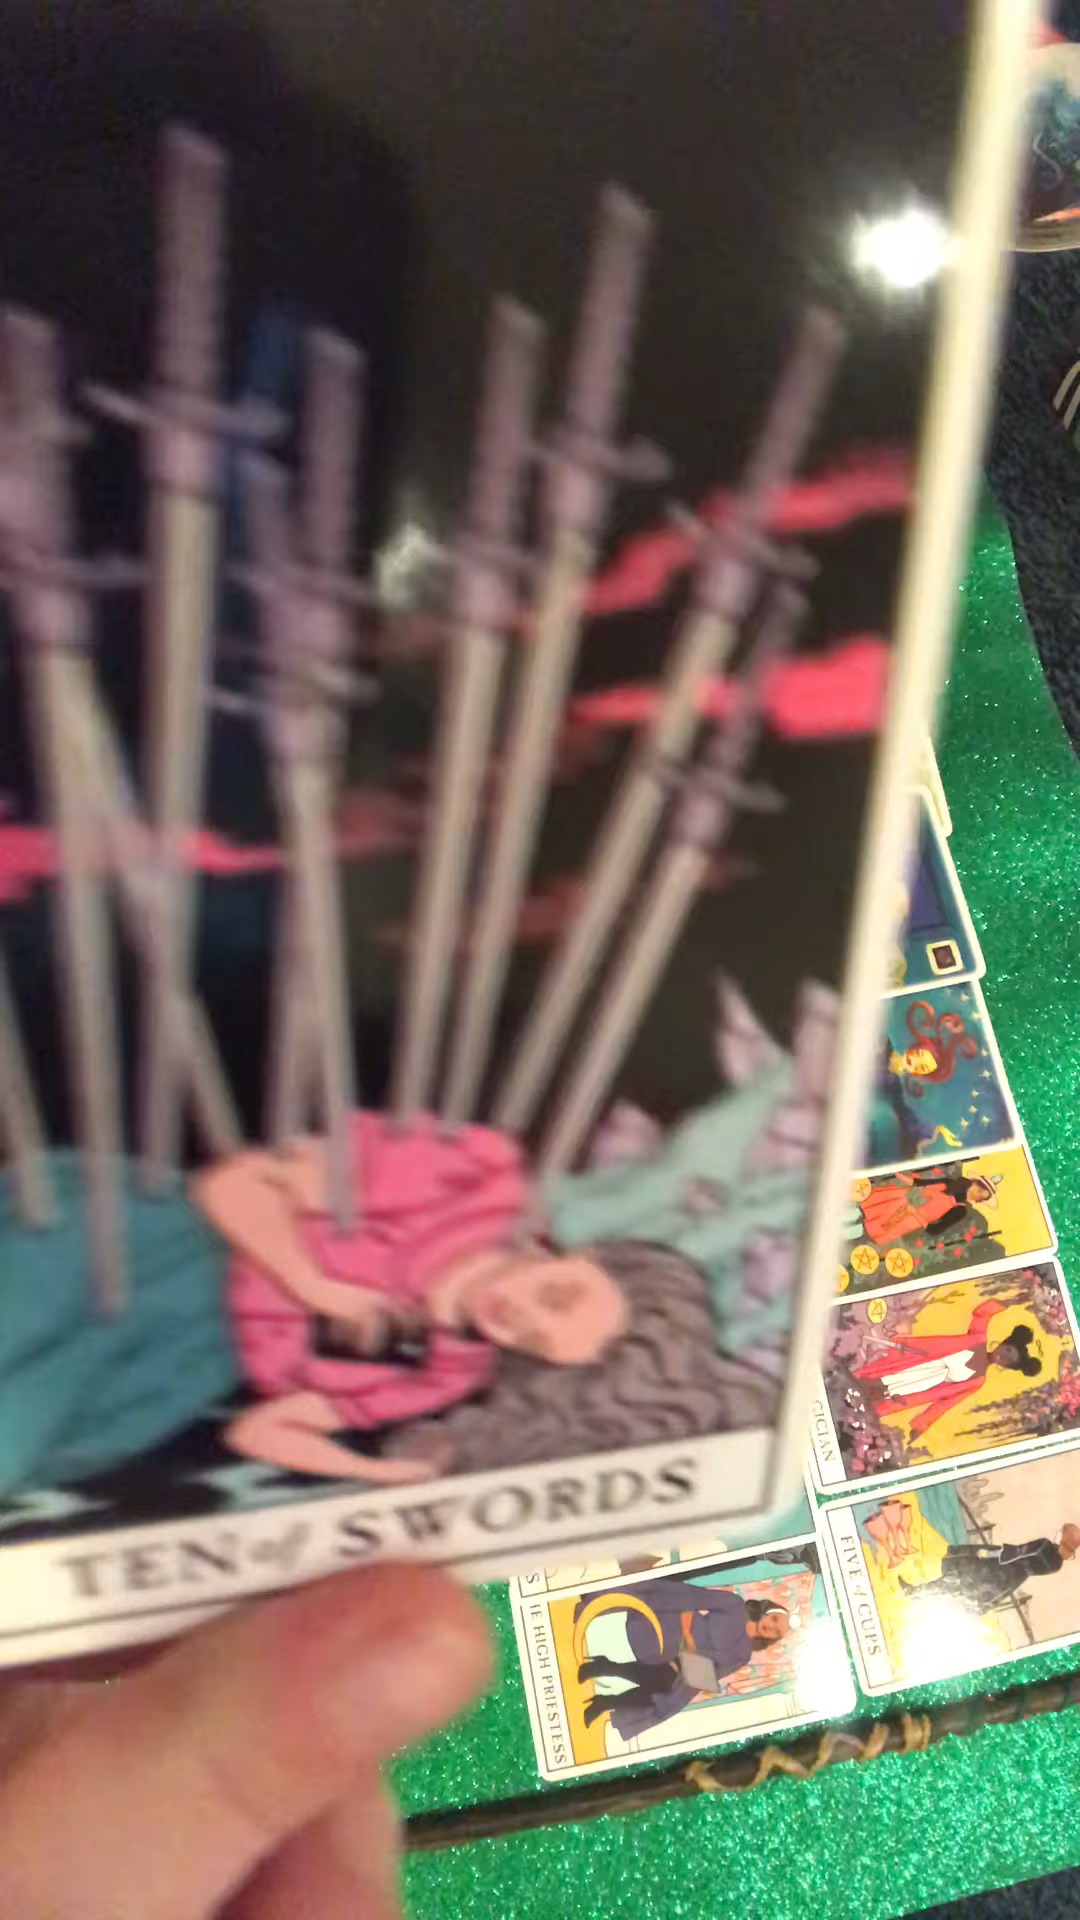 TEN of SWORDS
GICIAN
FIVE of CUPS
S
IE HIGH PRIESTESS